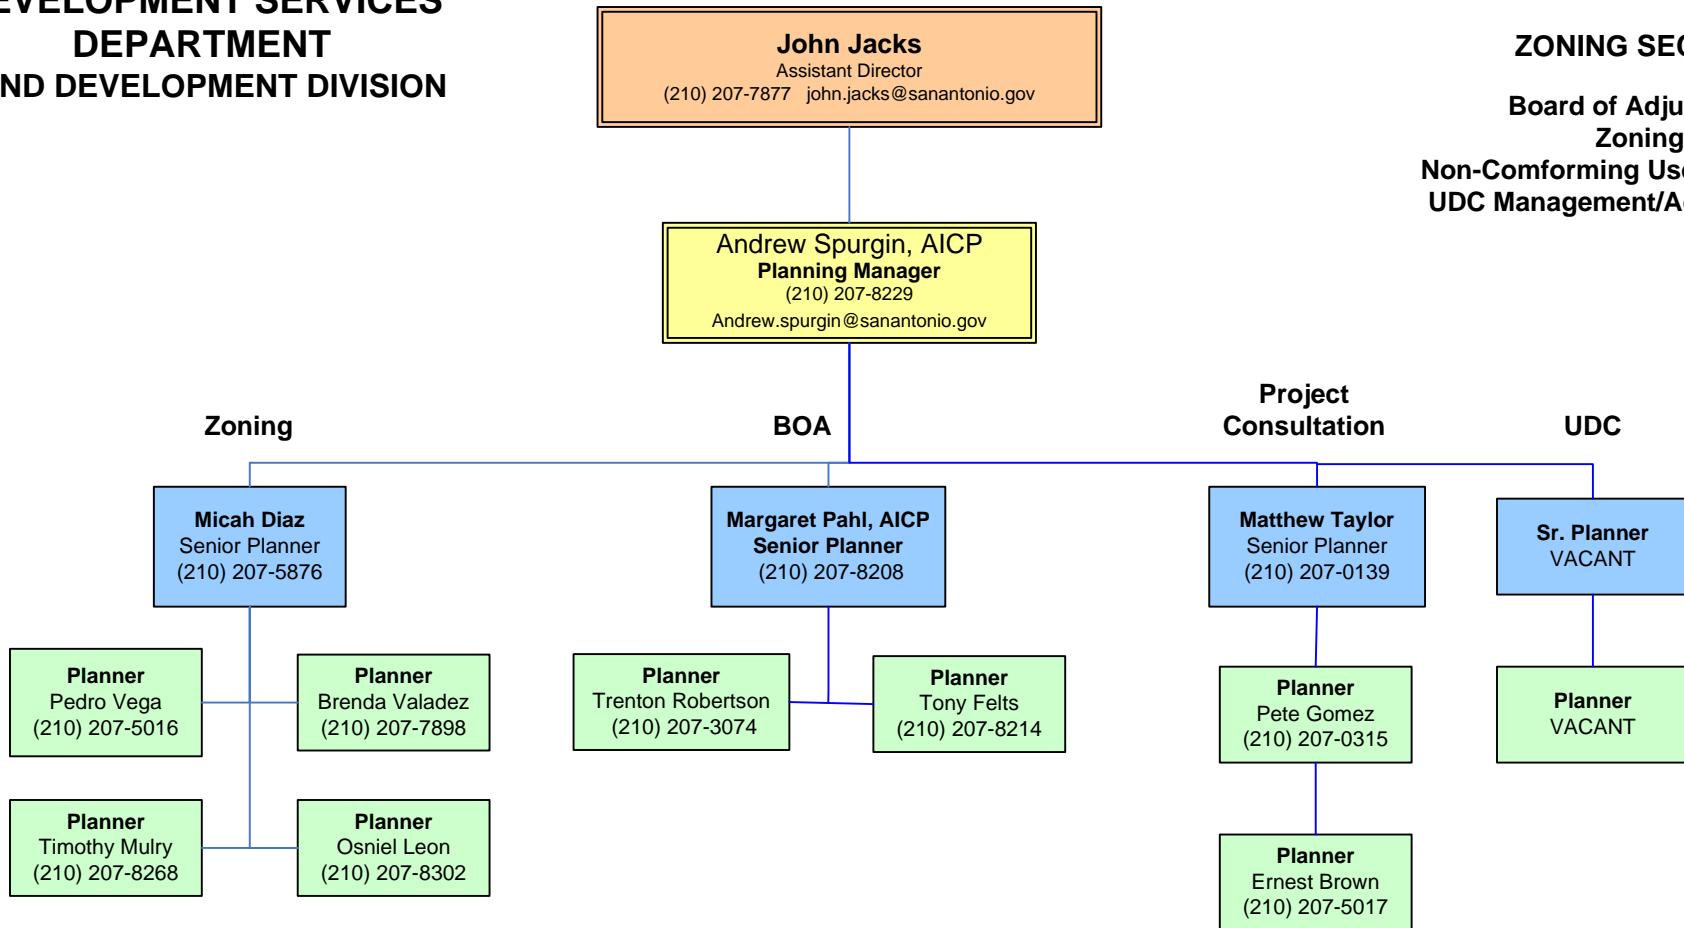 DEPARTMENT
DEVELOPMENT DIVISION
John Jacks
Assistant Director
(210) 207-7877 john.jacks@sanantonio.gov
ZONING
Board of
Zoning
Non-Comforming
UDC
Andrew Spurgin, AICP
Planning Manager
(210) 207-8229
Andrew.spurgin@sanantonio.gov
Zoning
BOA
Project
Consultation
UDC
Micah Diaz
Senior Planner
(210) 207-5876
Margaret Pahl, AICP
Senior Planner
(210) 207-8208
Matthew Taylor
Senior Planner
(210) 207-0139
Sr. Planner
VACANT
Planner
Pedro Vega
(210) 207-5016
Planner
Brenda Valadez
(210) 207-7898
Planner
Trenton Robertson
(210) 207-3074
Planner
Tony Felts
(210) 207-8214
Planner
Pete Gomez
(210) 207-0315
Planner
VACANT
Planner
Timothy Mulry
(210) 207-8268
Planner
Osniel Leon
(210) 207-8302
Planner
Ernest Brown
(210) 207-5017